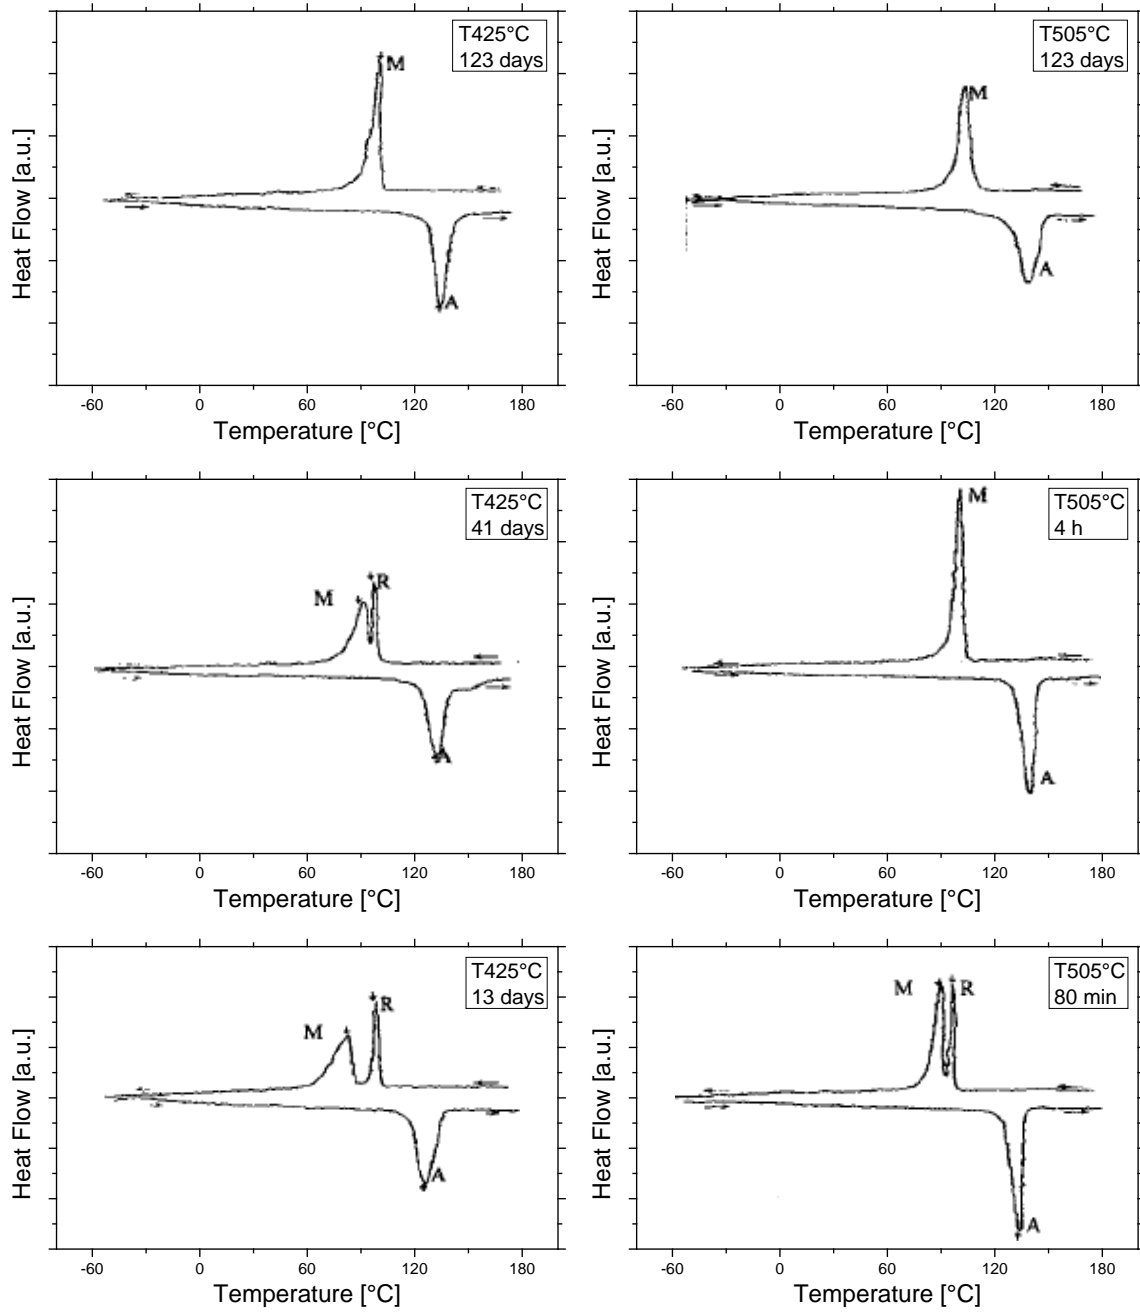 T425°C
123 days
M
A
Heat Flow [a.u.]
-60 0 60 120 180
Temperature [°C]
T505°C
123 days
M
A
Heat Flow [a.u.]
-60 0 60 120 180
Temperature [°C]
T425°C
41 days
M
R
A
Heat Flow [a.u.]
-60 0 60 120 180
Temperature [°C]
T505°C
4 h
M
A
Heat Flow [a.u.]
-60 0 60 120 180
Temperature [°C]
T425°C
13 days
M
R
A
Heat Flow [a.u.]
-60 0 60 120 180
Temperature [°C]
T505°C
80 min
M
R
A
Heat Flow [a.u.]
-60 0 60 120 180
Temperature [°C]